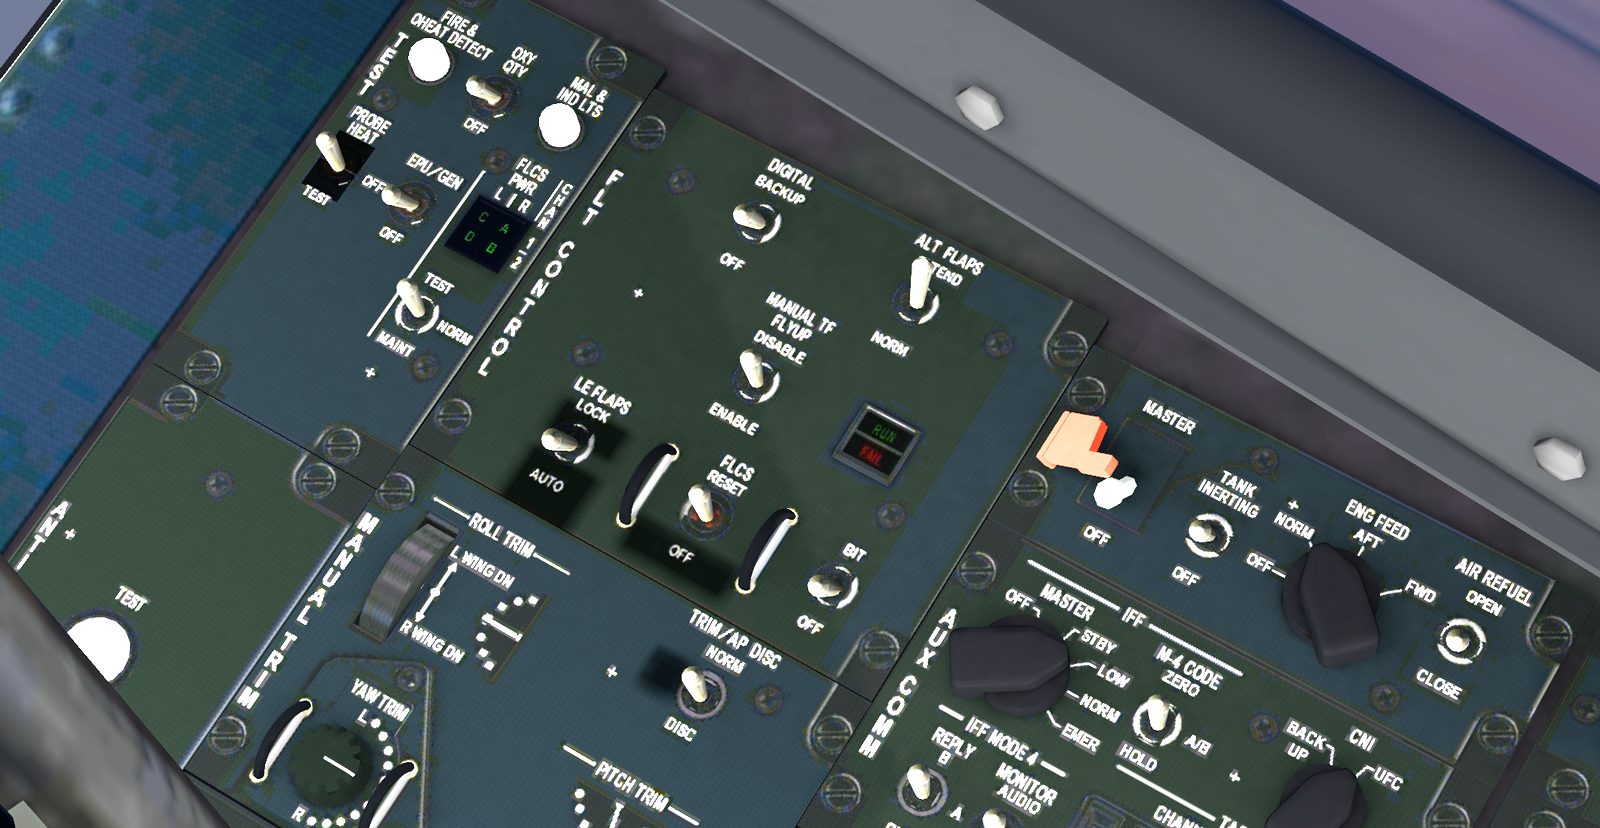 FIRE &
OHEAT DETECT
TEST
OXY
QTY
OFF
MAL &
IND LTS
PROBE
HEAT
OFF
TEST
EPU/GEN
OFF
FLCS
PWR
L R
CHAN
1
2
C A
D B
TEST
NORM
MAINT
FLT CONTROL
DIGITAL
BACKUP
OFF
ALT FLAPS
TEND
NORM
MANUAL TF
FLYUP
DISABLE
ENABLE
LE FLAPS
LOCK
AUTO
FLCS
RESET
OFF
RUN
FAIL
BIT
OFF
ANT
TEST
MANUAL TRIM
ROLL TRIM
L WING DN
R WING DN
YAW TRIM
L
R
TRIM/AP DISC
NORM
DISC
PITCH TRIM
MASTER
OFF
TANK
INERTING
OFF
ENG FEED
NORM
AFT
OFF
FWD
AIR REFUEL
OPEN
CLOSE
AUX COMM
IFF
MASTER
OFF
STBY
LOW
NORM
EMER
M-4 CODE
ZERO
A/B
HOLD
IFF MODE 4
REPLY
B
A
MONITOR
AUDIO
CNI
BACK
UP
UFC